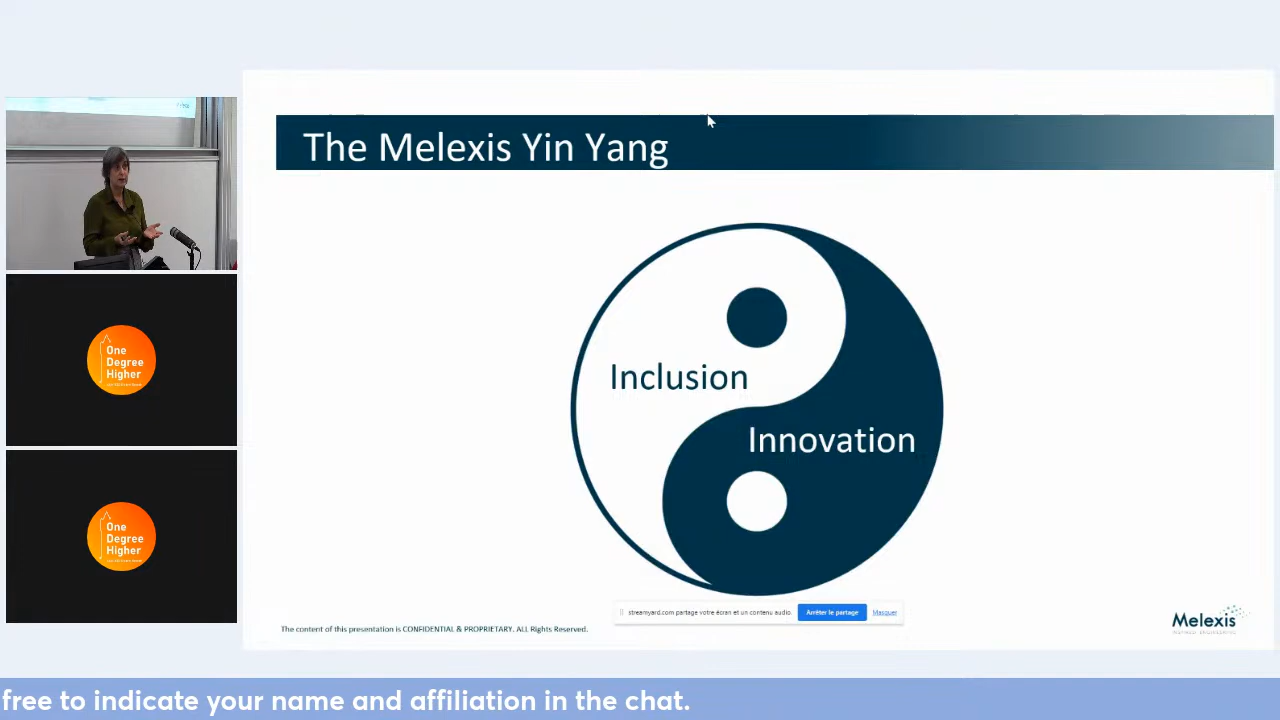 The Melexis Yin Yang
One
Degree
Higher
Inclusion
Innovation
One
Degree
Higher
streamyard.com partage votre écran et un contenu audio.
Arrêter le partage
Masquer
The content of this presentation is CONFIDENTIAL & PROPRIETARY. ALL Rights Reserved.
Melexis
INSPIRED ENGINEERING
free to indicate your name and affiliation in the chat.